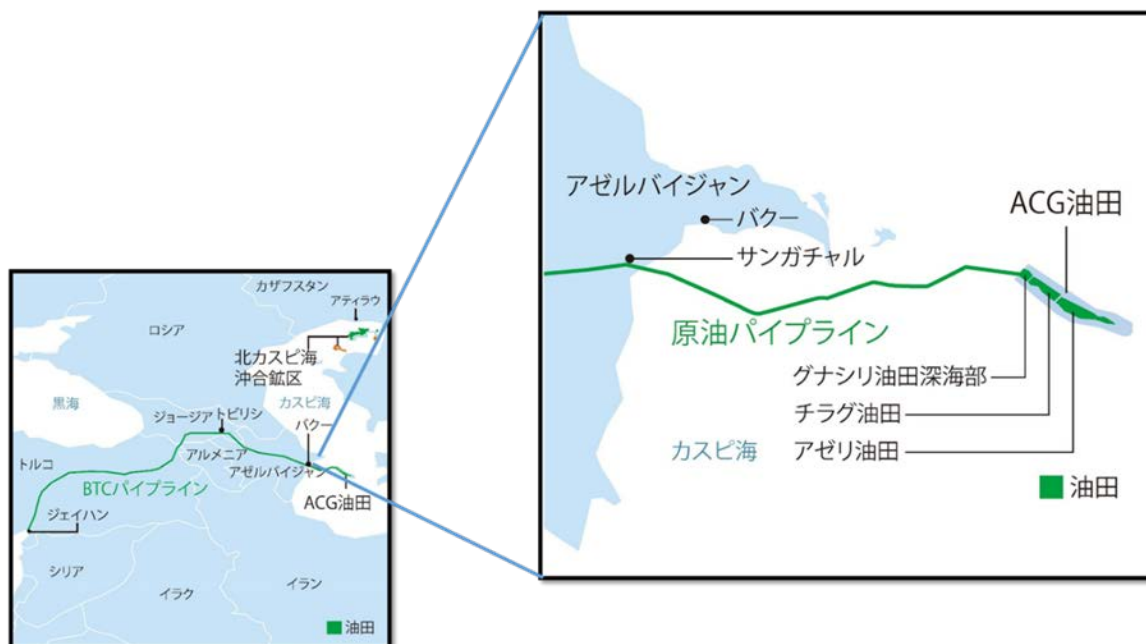 アゼルバイジャン
バクー
サンガチャル
ACG油田
原油パイプライン
グナシリ油田深海部
チラグ油田
アゼリ油田
カスピ海
油田
カザフスタン
アティラウ
ロシア
北カスピ海
沖合鉱区
黒海
カスピ海
ジョージア
トビリシ
バクー
トルコ
アルメニア
アゼルバイジャン
BTCパイプライン
ACG油田
ジェイハン
シリア
イラク
イラン
油田